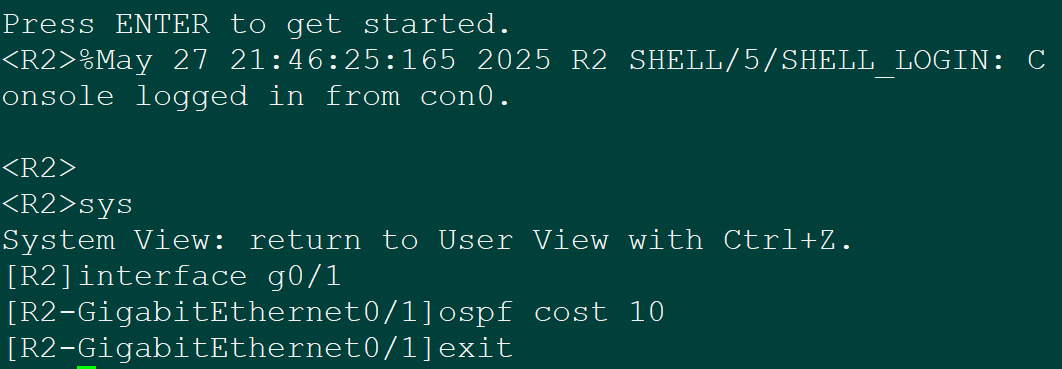 Press ENTER to get started.
<R2>%May 27 21:46:25:165 2025 R2 SHELL/5/SHELL_LOGIN: C
onsole logged in from con0.
<R2>
<R2>sys
System View: return to User View with Ctrl+Z.
[R2]interface g0/1
[R2-GigabitEthernet0/1]ospf cost 10
[R2-GigabitEthernet0/1]exit